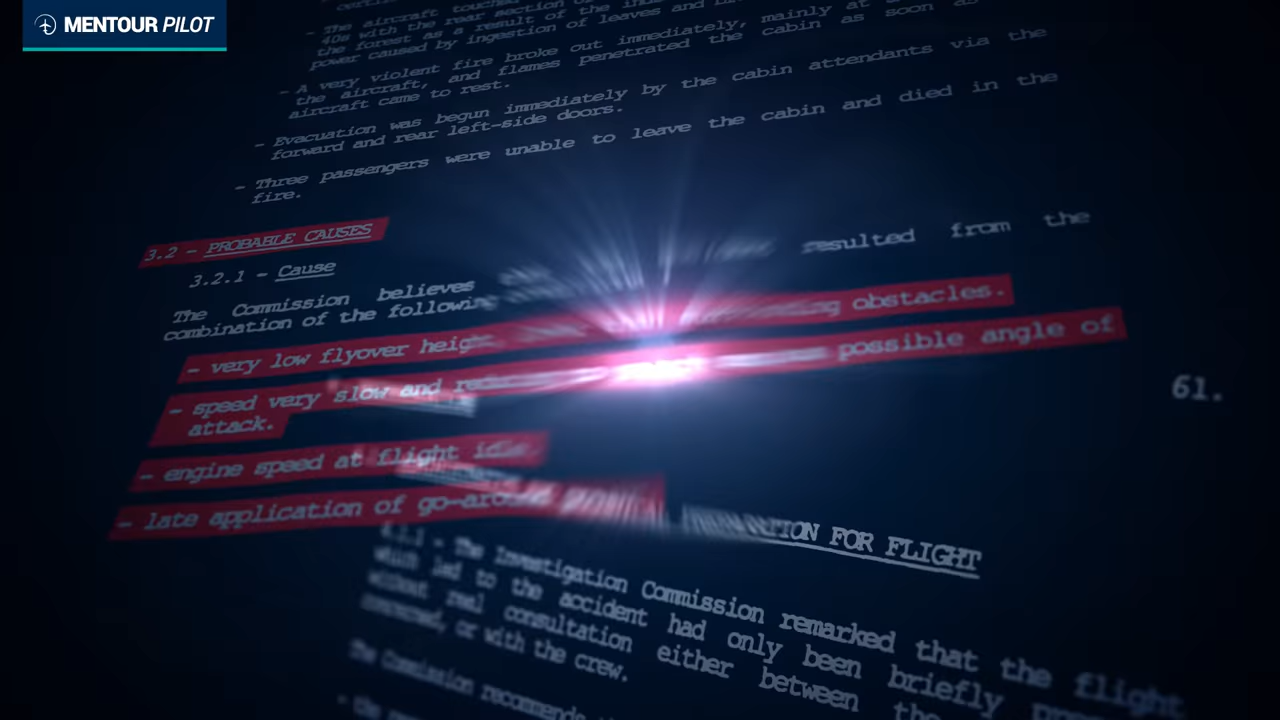 MENTOUR PILOT
- The aircraft touched
40s with the rear section of
the forest as a result of the
power caused by ingestion of leaves and
- A very violent fire broke out immediately, mainly at
the aircraft, and flames penetrated the cabin as soon as
aircraft came to rest.
- Evacuation was begun immediately by the cabin attendants via the
forward and rear left-side doors.
- Three passengers were unable to leave the cabin and died in the
fire.
3.2 - PROBABLE CAUSES
3.2.1 - Cause
The Commission believes resulted from the
combination of the following
- very low flyover obstacles.
- speed very slow and possible angle of
attack.
61.
- engine speed at flight
- late application of
FOR FLIGHT
The Investigation Commission remarked that the flight
which led to the accident had only been briefly
without real consultation either between the
or with the crew.
The Commission recommends